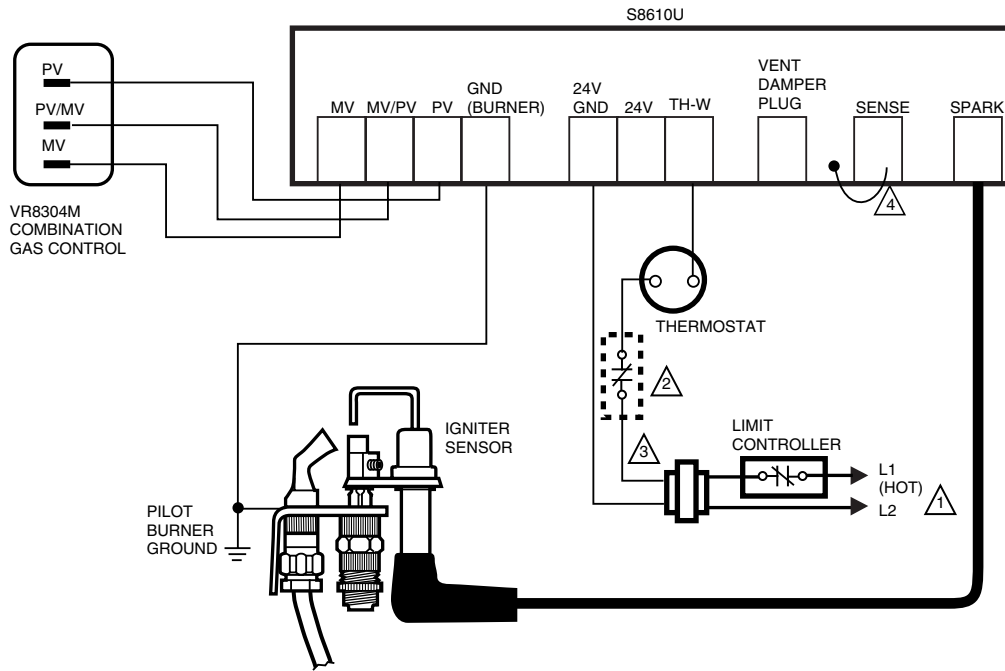 S8610U
PV
PV/MV
MV
VR8304M
COMBINATION
GAS CONTROL
MV
MV/PV
PV
GND
(BURNER)
24V
GND
24V
TH-W
VENT
DAMPER
PLUG
SENSE
SPARK
4
THERMOSTAT
2
3
LIMIT
CONTROLLER
L1
(HOT)
L2
1
IGNITER
SENSOR
PILOT
BURNER
GROUND